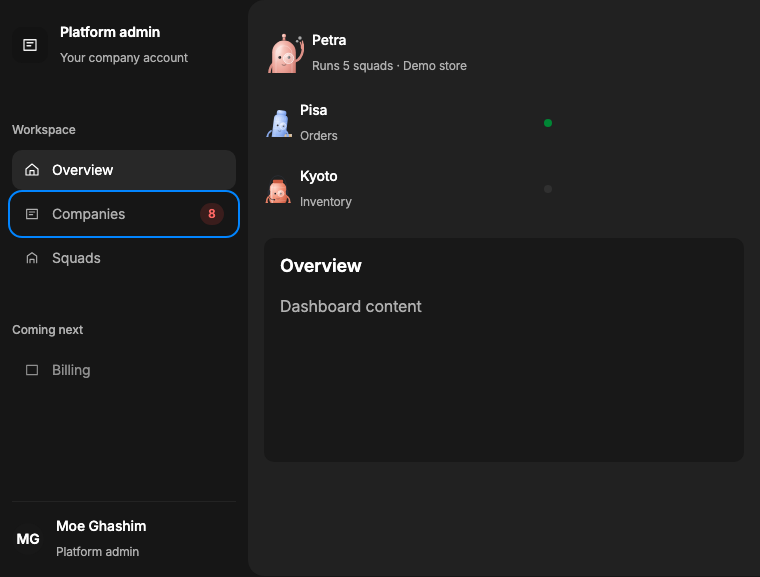 Platform admin
Your company account
Workspace
Overview
Companies 8
Squads
Coming next
Billing
MG
Moe Ghashim
Platform admin
Petra
Runs 5 squads · Demo store
Pisa
Orders
Kyoto
Inventory
Overview
Dashboard content